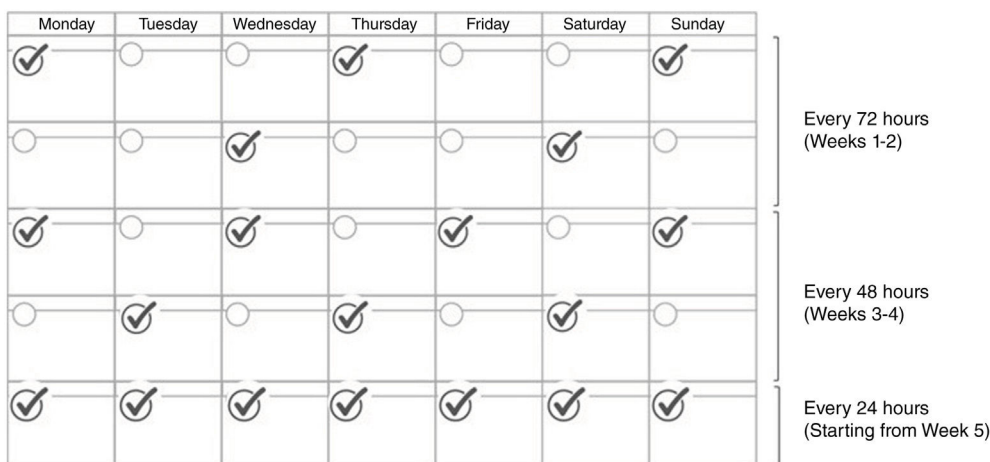 Monday Tuesday Wednesday Thursday Friday Saturday Sunday
Every 72 hours
(Weeks 1-2)
Every 48 hours
(Weeks 3-4)
Every 24 hours
(Starting from Week 5)